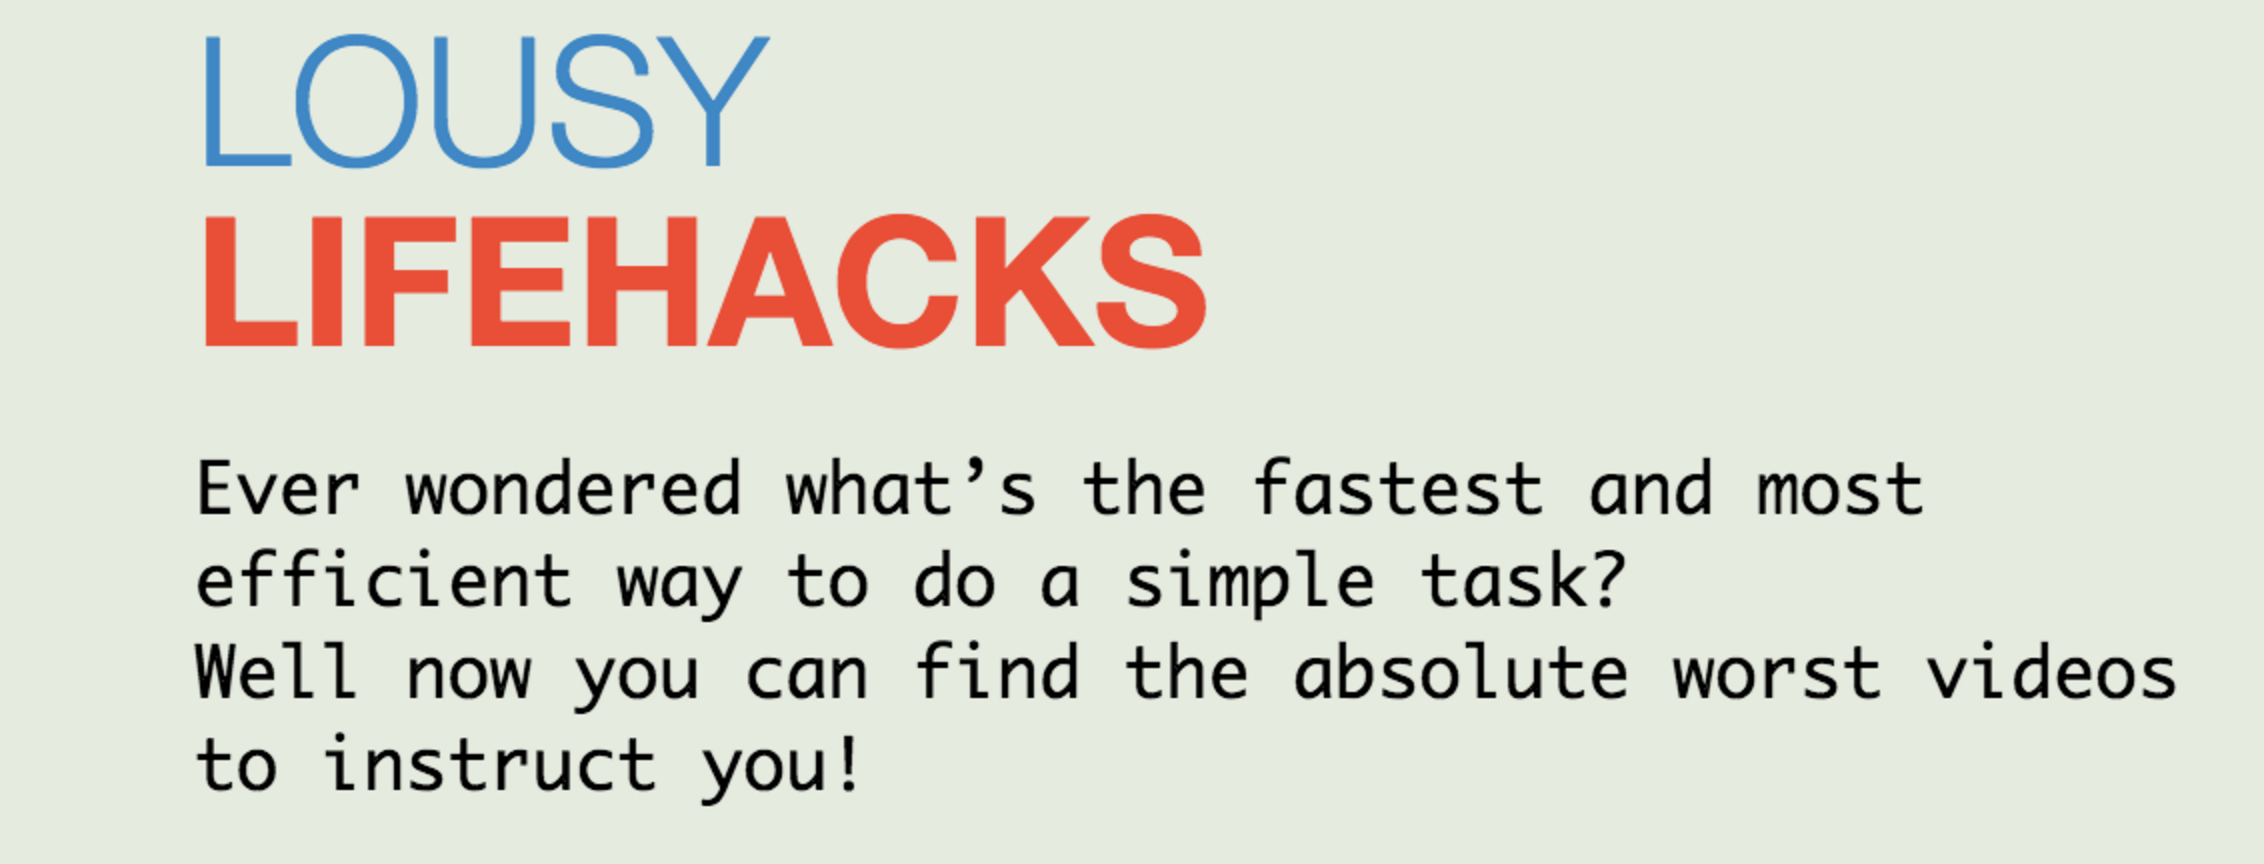 LOUSY
LIFEHACKS
Ever wondered what’s the fastest and most
efficient way to do a simple task?
Well now you can find the absolute worst videos
to instruct you!